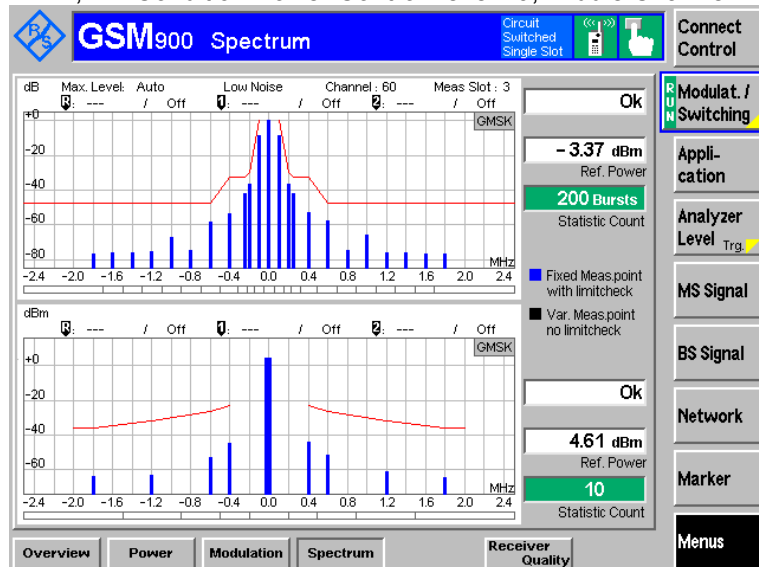 R/S
GSM900 Spectrum
Circuit
Switched
Single Slot
Connect
Control
dB Max. Level: Auto Low Noise Channel : 60 Meas Slot : 3
R: --- / Off 1: --- / Off 2: --- / Off
GMSK
+0
-20
-40
-60
-80
MHz
-2.4 -2.0 -1.6 -1.2 -0.8 -0.4 0.0 0.4 0.8 1.2 1.6 2.0 2.4
Ok
- 3.37 dBm
Ref. Power
200 Bursts
Statistic Count
Fixed Meas.point
with limitcheck
Var. Meas.point
no limitcheck
dBm
R: --- / Off 1: --- / Off 2: --- / Off
GMSK
+0
-20
-40
-60
MHz
-2.4 -2.0 -1.6 -1.2 -0.8 -0.4 0.0 0.4 0.8 1.2 1.6 2.0 2.4
Ok
4.61 dBm
Ref. Power
10
Statistic Count
RUN
Modulat. /
Switching
Appli-
cation
Analyzer
Level Trg.
MS Signal
BS Signal
Network
Marker
Menus
Overview Power Modulation Spectrum Receiver
Quality